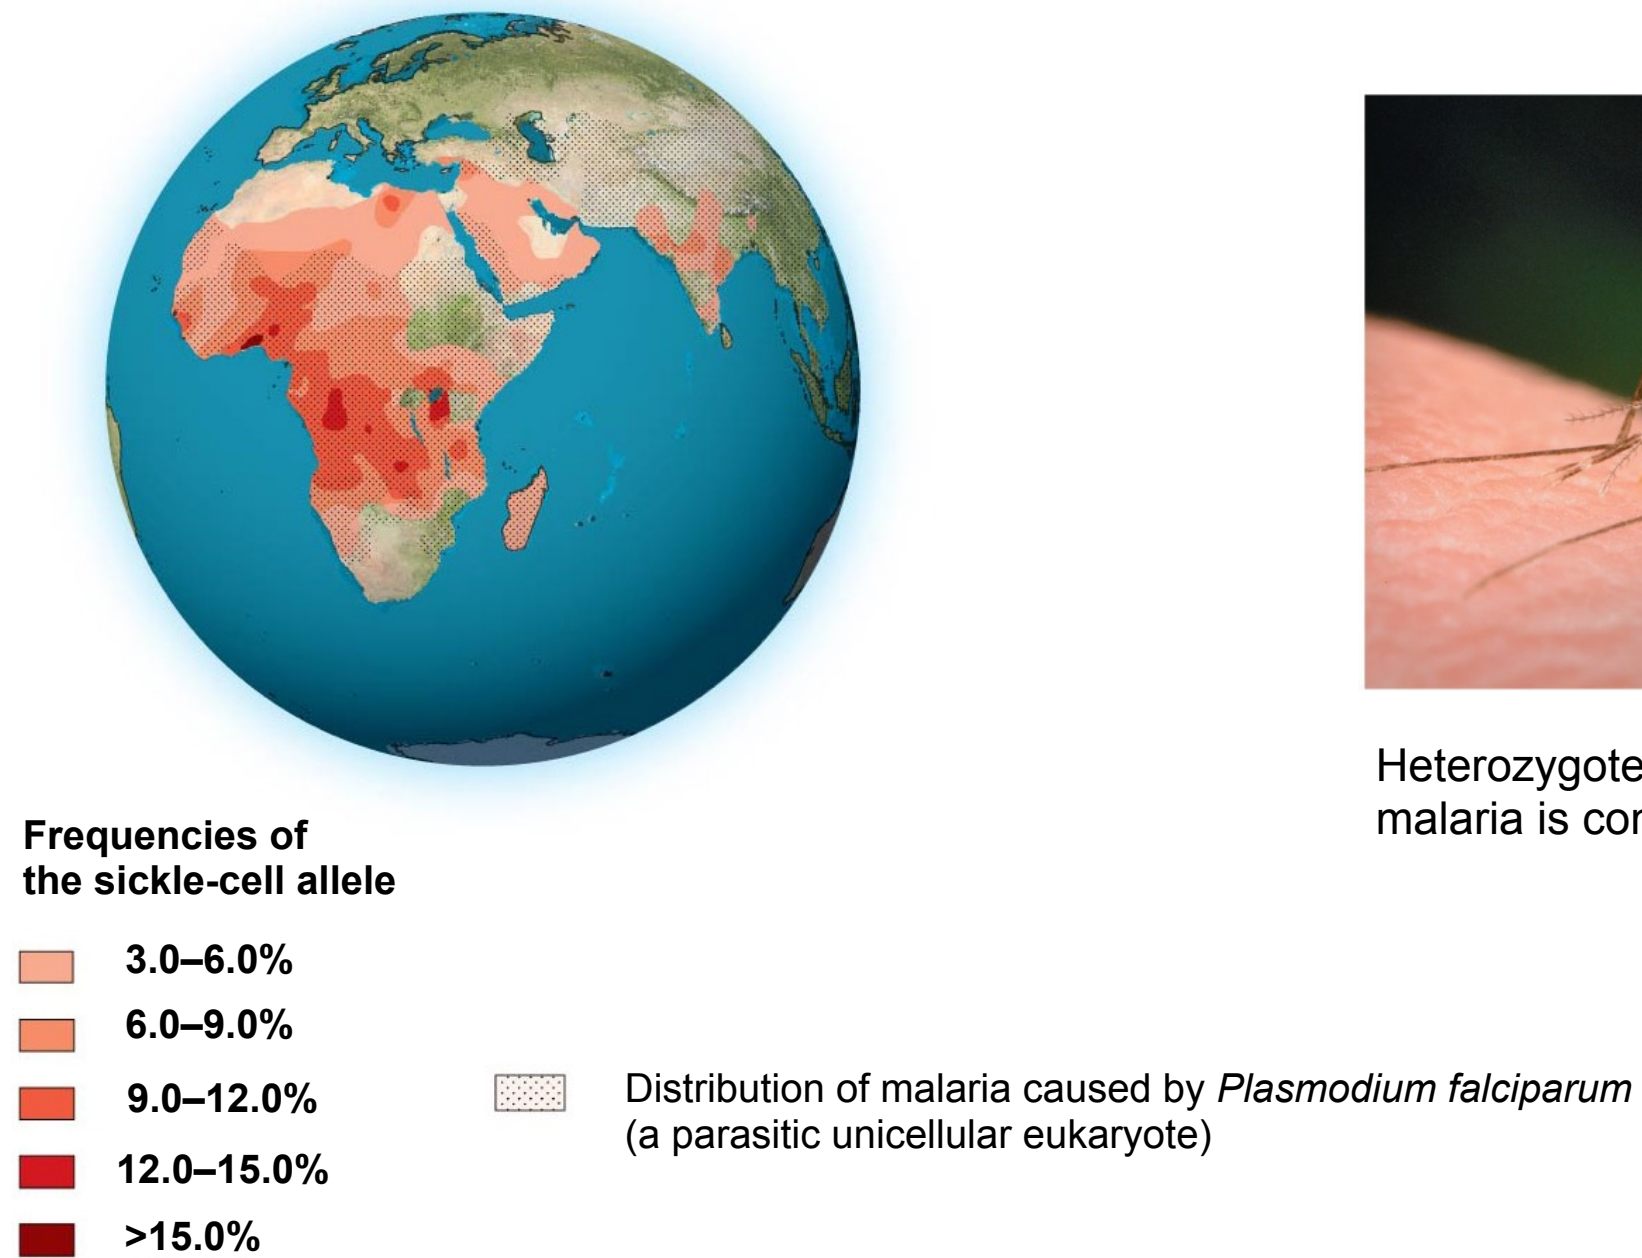 Heterozygote
malaria is con
Frequencies of
the sickle-cell allele
3.0–6.0%
6.0–9.0%
9.0–12.0%
12.0–15.0%
>15.0%
Distribution of malaria caused by Plasmodium falciparum
(a parasitic unicellular eukaryote)